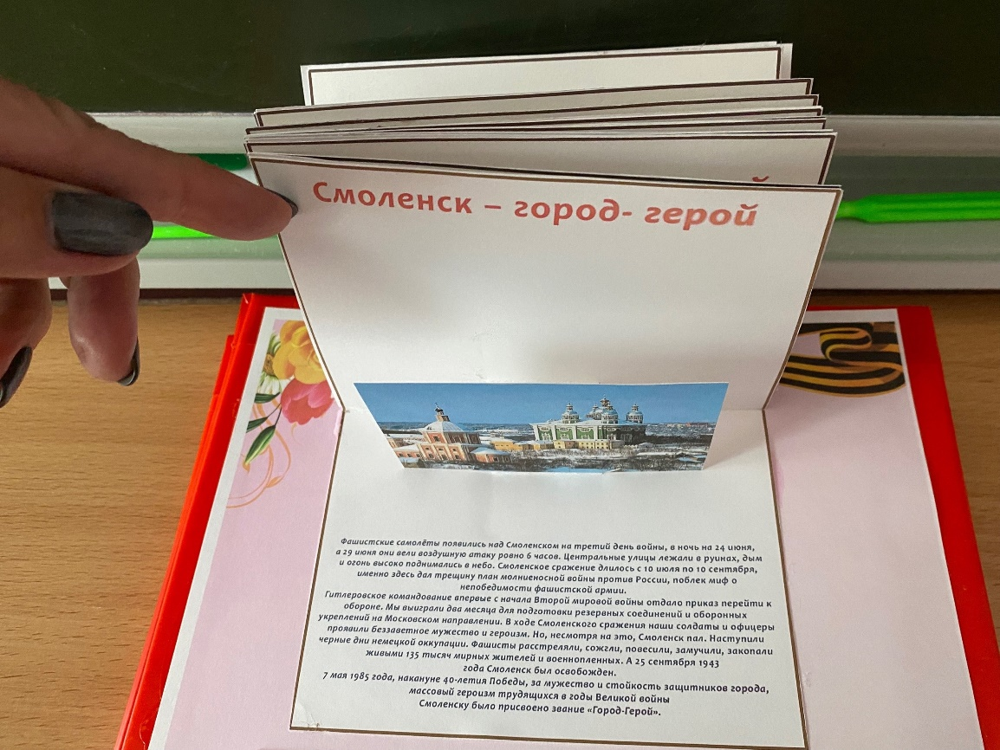 Смоленск – город- герой
Фашистские самолёты появились над Смоленском на третий день войны, в ночь на 24 июня,
а 29 июня они вели воздушную атаку ровно 6 часов. Центральные улицы лежали в руинах, дым
и огонь высоко поднимались в небо. Смоленское сражение длилось с 10 июля по 10 сентября,
именно здесь дал трещину план молниеносной войны против России, поблек миф о
непобедимости фашистской армии.
Гитлеровское командование впервые с начала Второй мировой войны отдало приказ перейти к
обороне. Мы выиграли два месяца для подготовки резервных соединений и оборонных
укреплений на Московском направлении. В ходе Смоленского сражения наши солдаты и офицеры
проявили беззаветное мужество и героизм. Но, несмотря на это, Смоленск пал. Наступили
черные дни немецкой оккупации. Фашисты расстреляли, сожгли, повесили, замучили, закопали
живыми 135 тысяч мирных жителей и военнопленных. А 25 сентября 1943
года Смоленск был освобожден.
7 мая 1985 года, накануне 40-летия Победы, за мужество и стойкость защитников города,
массовый героизм трудящихся в годы Великой войны
Смоленску было присвоено звание «Город-Герой».